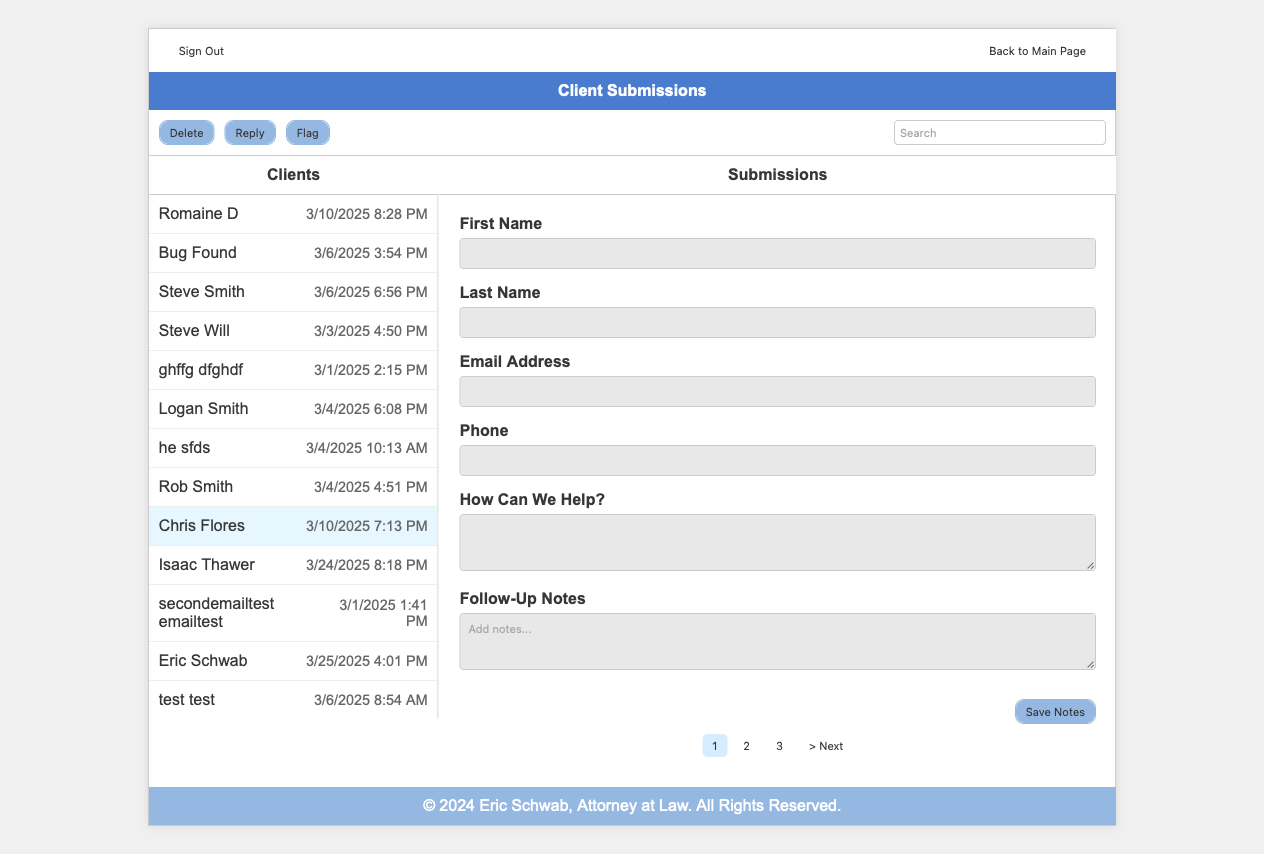 Sign Out
Back to Main Page
Client Submissions
Delete
Reply
Flag
Search
Clients
Submissions
Romaine D 3/10/2025 8:28 PM
Bug Found 3/6/2025 3:54 PM
Steve Smith 3/6/2025 6:56 PM
Steve Will 3/3/2025 4:50 PM
ghffg dfghdf 3/1/2025 2:15 PM
Logan Smith 3/4/2025 6:08 PM
he sfds 3/4/2025 10:13 AM
Rob Smith 3/4/2025 4:51 PM
Chris Flores 3/10/2025 7:13 PM
Isaac Thawer 3/24/2025 8:18 PM
secondemailtest 3/1/2025 1:41
emailtest PM
Eric Schwab 3/25/2025 4:01 PM
test test 3/6/2025 8:54 AM
First Name
Last Name
Email Address
Phone
How Can We Help?
Follow-Up Notes
Add notes...
Save Notes
1 2 3 > Next
© 2024 Eric Schwab, Attorney at Law. All Rights Reserved.